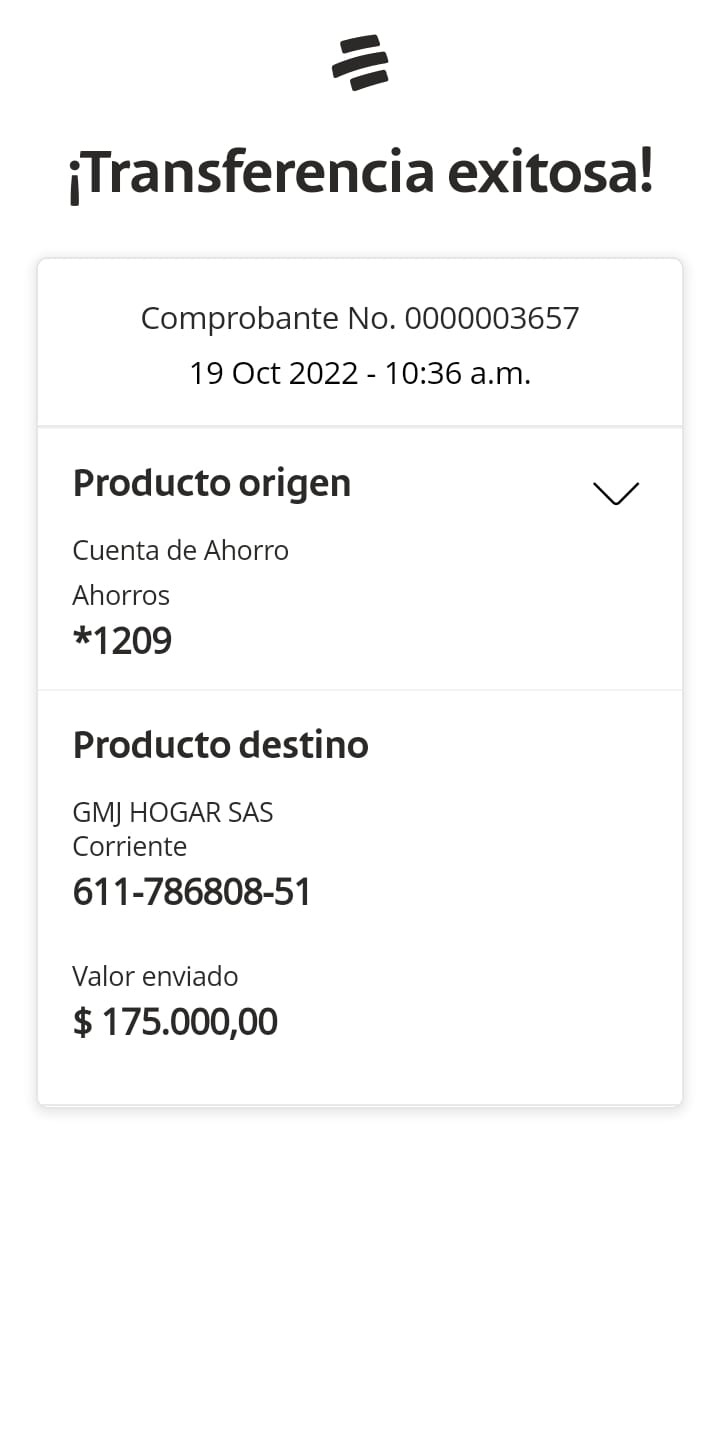 ¡Transferencia exitosa!
Comprobante No. 0000003657
19 Oct 2022 - 10:36 a.m.
Producto origen
Cuenta de Ahorro
Ahorros
*1209
Producto destino
GMJ HOGAR SAS
Corriente
611-786808-51
Valor enviado
$ 175.000,00